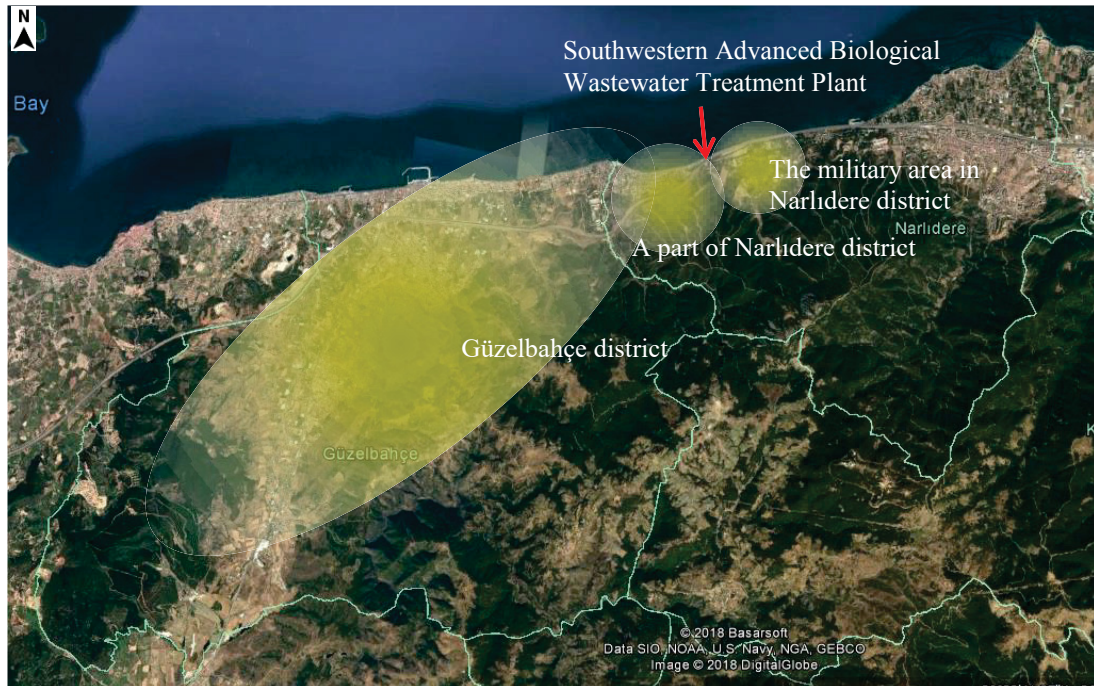 N
Bay
Southwestern Advanced Biological
Wastewater Treatment Plant
The military area in
Narlıdere district
Narlıdere
A part of Narlıdere district
Güzelbahçe district
Güzelbahçe
K
© 2018 Basarsoft
Data SIO, NOAA, U.S. Navy, NGA, GEBCO
Image © 2018 DigitalGlobe